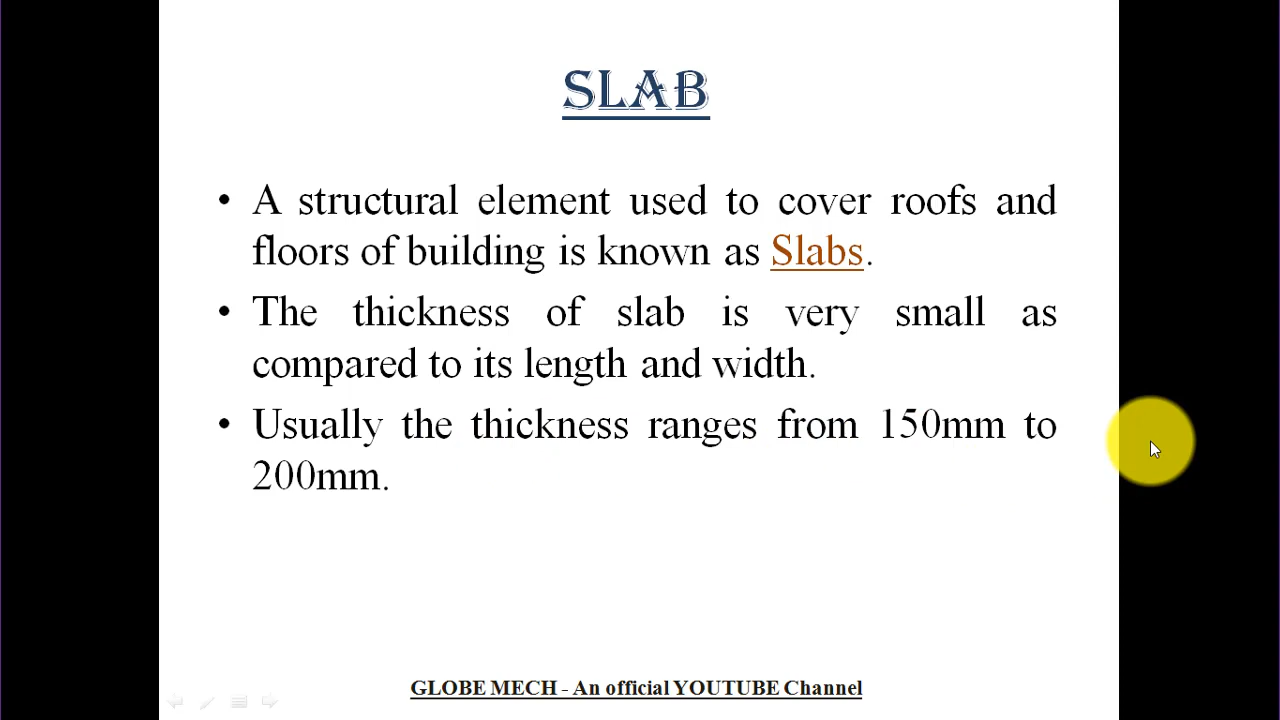 SLAB
• A structural element used to cover roofs and
floors of building is known as Slabs.
• The thickness of slab is very small as
compared to its length and width.
• Usually the thickness ranges from 150mm to
200mm.
GLOBE MECH - An official YOUTUBE Channel